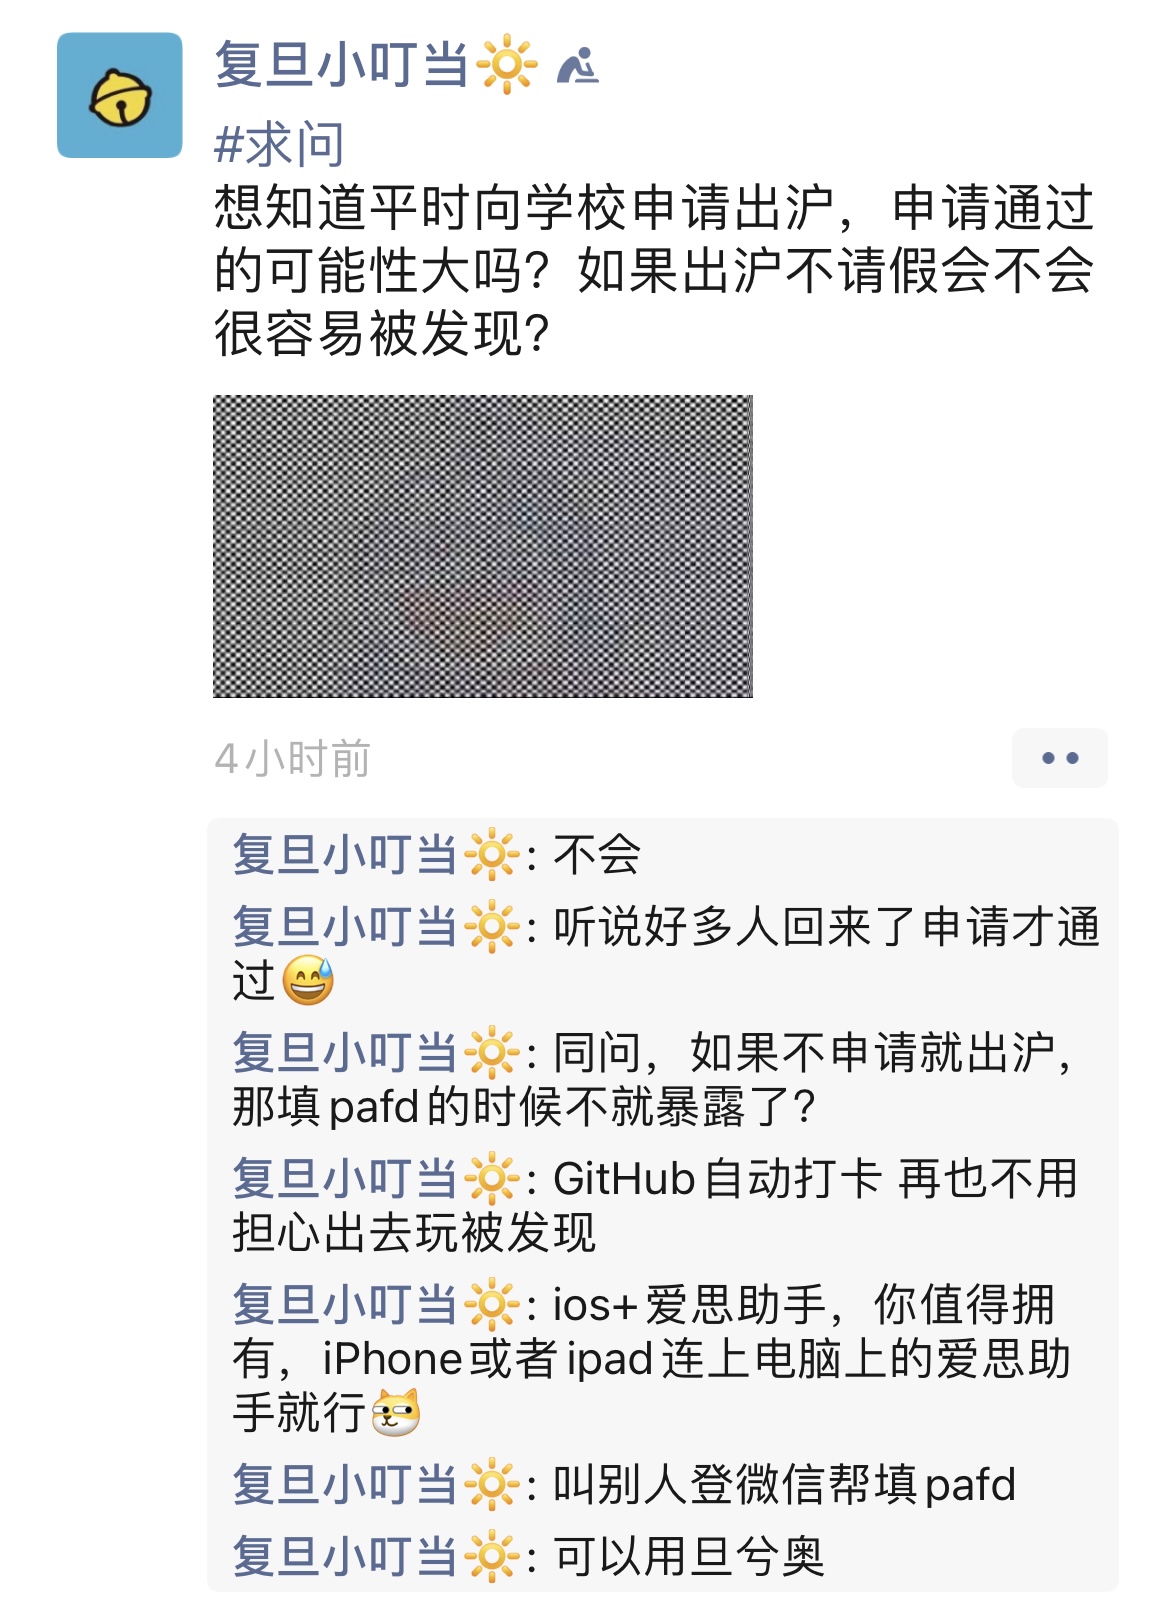 复旦小叮当🔆
#求问
想知道平时向学校申请出沪，申请通过
的可能性大吗？如果出沪不请假会不会
很容易被发现？
4小时前
复旦小叮当🔆: 不会
复旦小叮当🔆: 听说好多人回来了申请才通
过😅
复旦小叮当🔆: 同问，如果不申请就出沪，
那填pafd的时候不就暴露了？
复旦小叮当🔆: GitHub自动打卡 再也不用
担心出去玩被发现
复旦小叮当🔆: ios+爱思助手，你值得拥
有，iPhone或者ipad连上电脑上的爱思助
手就行
复旦小叮当🔆: 叫别人登微信帮填pafd
复旦小叮当🔆: 可以用旦兮奥